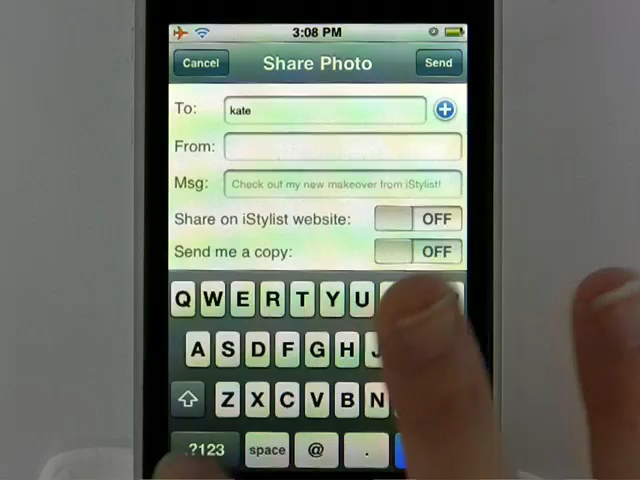 3:08 PM
Cancel Share Photo Send
To: kate
From:
Msg: Check out my new makeover from iStylist!
Share on iStylist website: OFF
Send me a copy: OFF
Q W E R T Y U
A S D F G H J
Z X C V B N
.?123 space @ .